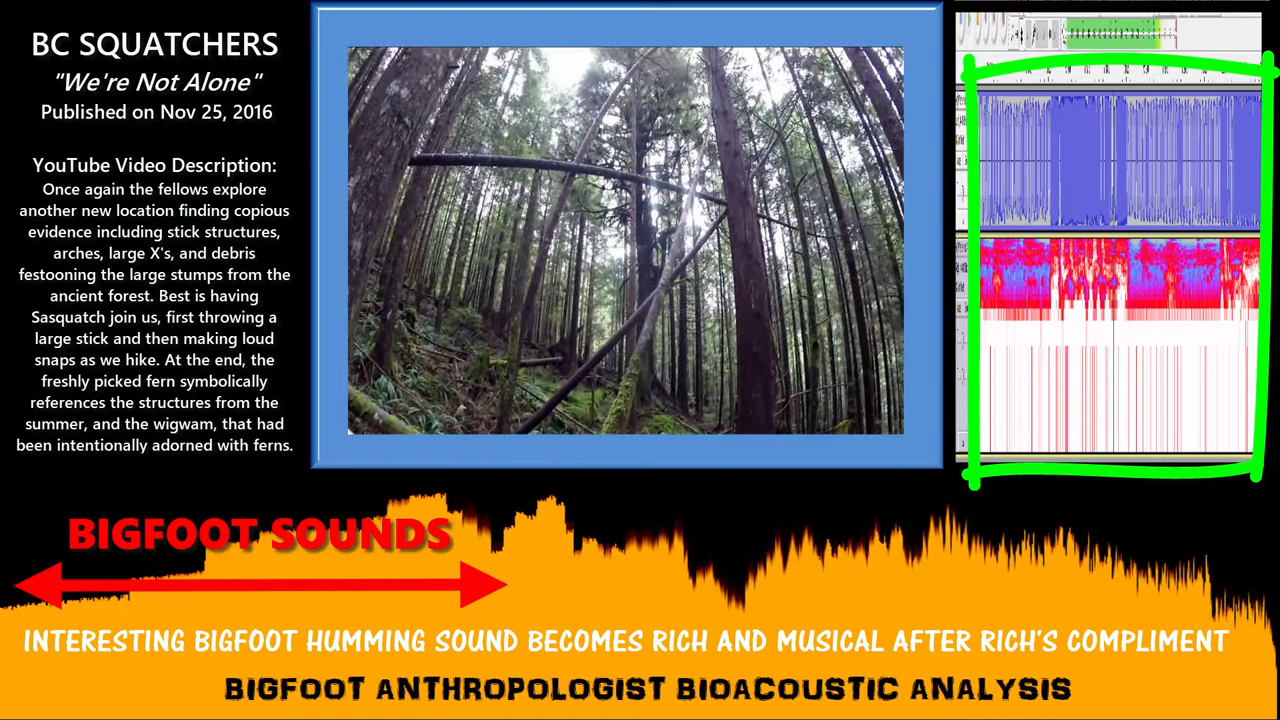 BC SQUATCHERS
"We're Not Alone"
Published on Nov 25, 2016
YouTube Video Description:
Once again the fellows explore
another new location finding copious
evidence including stick structures,
arches, large X's, and debris
festooning the large stumps from the
ancient forest. Best is having
Sasquatch join us, first throwing a
large stick and then making loud
snaps as we hike. At the end, the
freshly picked fern symbolically
references the structures from the
summer, and the wigwam, that had
been intentionally adorned with ferns.
BIGFOOT SOUNDS
INTERESTING BIGFOOT HUMMING SOUND BECOMES RICH AND MUSICAL AFTER RICH'S COMPLIMENT
BIGFOOT ANTHROPOLOGIST BIOACOUSTIC ANALYSIS